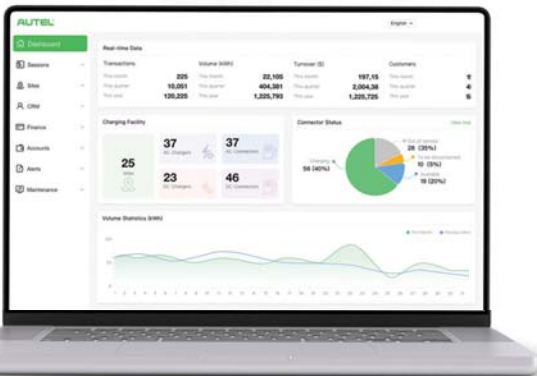 AUTEL
English
Dashboard
Real-time Data
Sessions
Transactions
Volume (kWh)
Turnover ($)
Customers
This month 225
This month 22,105
This month 197,15
This month
Sites
This quarter 10,051
This quarter 404,381
This quarter 2,004,38
This quarter
This year 120,225
This year 1,225,793
This year 1,225,725
This year
CRM
Finance
Charging Facility
Connector Status
View
Accounts
37
AC Chargers
37
AC Connectors
Out of service
28 (35%)
Alerts
25
Sites
Charging
56 (40%)
To be documented
10 (5%)
Maintenance
23
DC Chargers
46
DC Connectors
Available
19 (20%)
Volume Statistics (kWh)
This Month